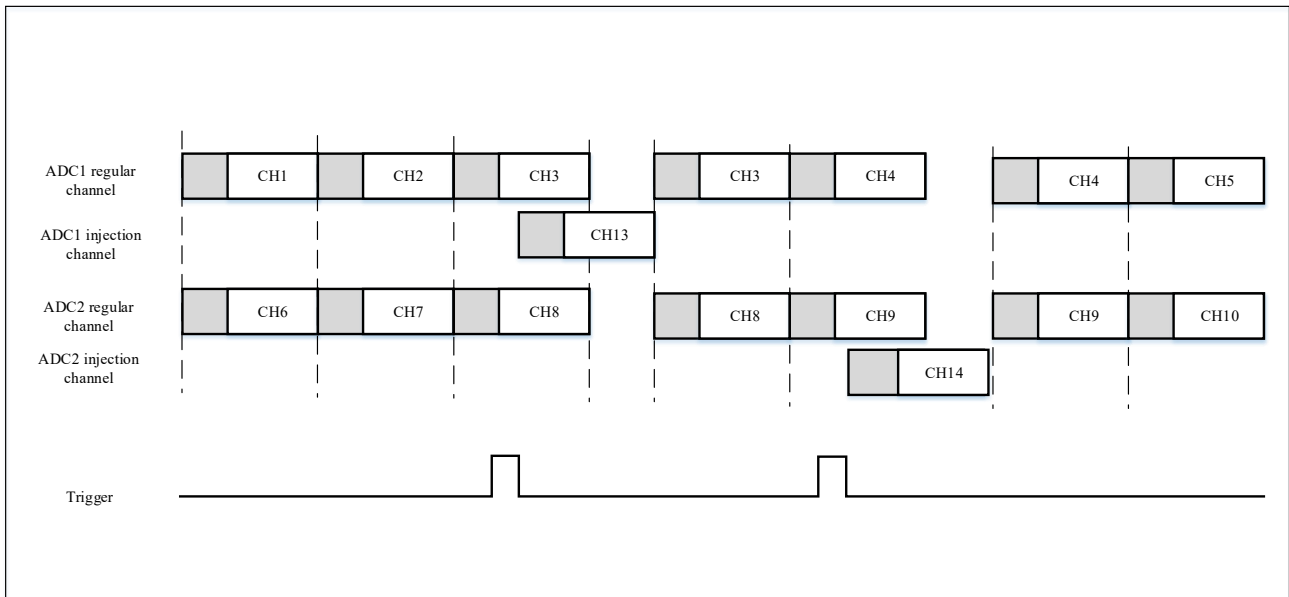 ADC1 regular
channel
CH1
CH2
CH3
CH3
CH4
CH4
CH5
ADC1 injection
channel
CH13
ADC2 regular
channel
CH6
CH7
CH8
CH8
CH9
CH9
CH10
ADC2 injection
channel
CH14
Trigger